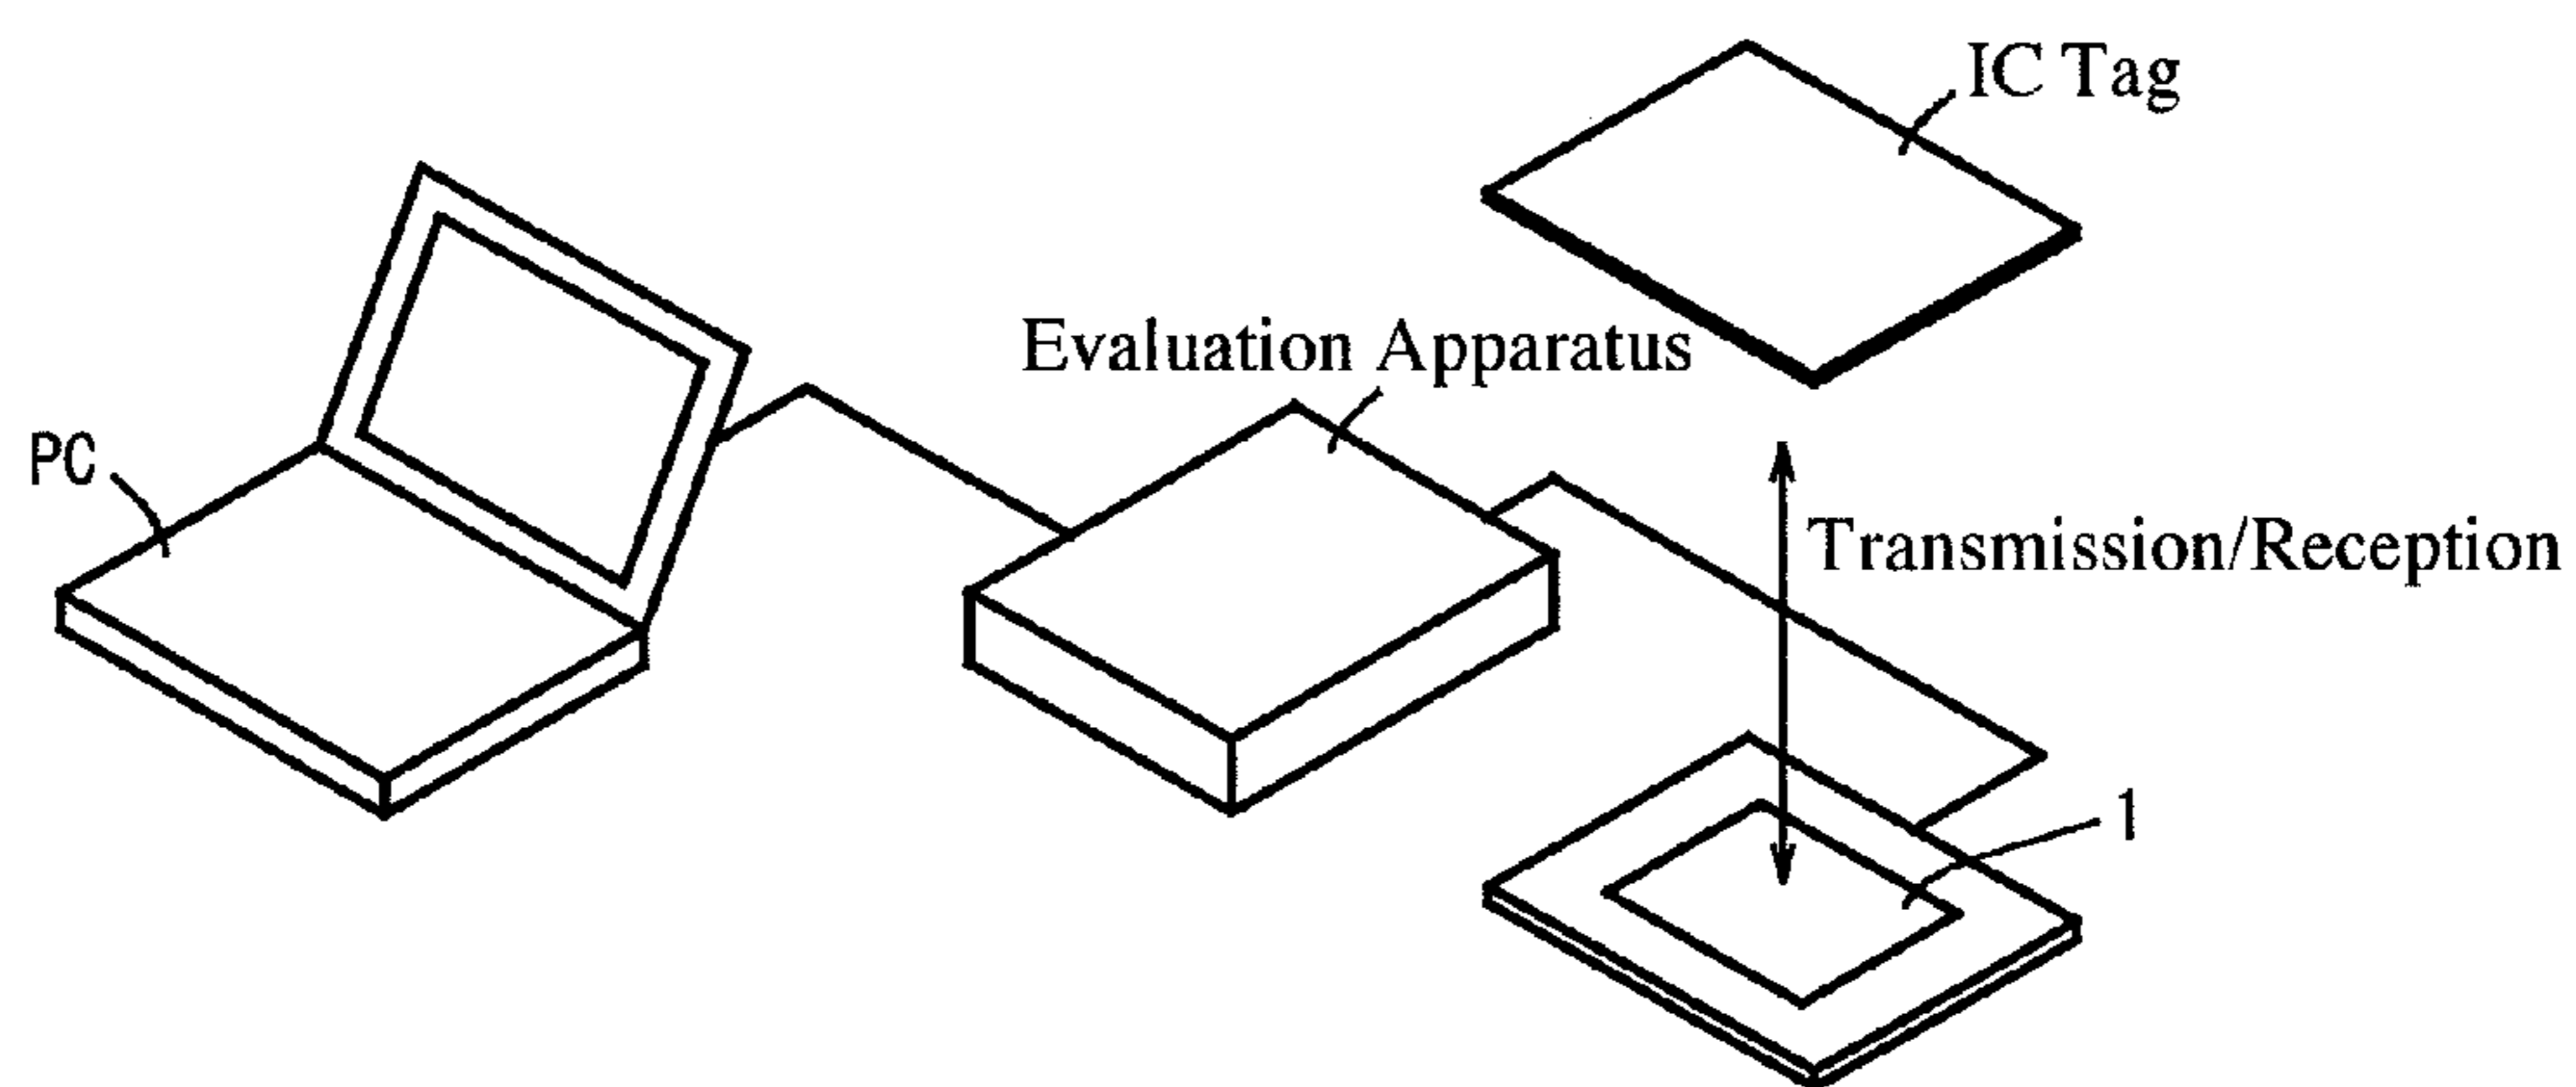 IC Tag
Evaluation Apparatus
PC
Transmission/Reception
1